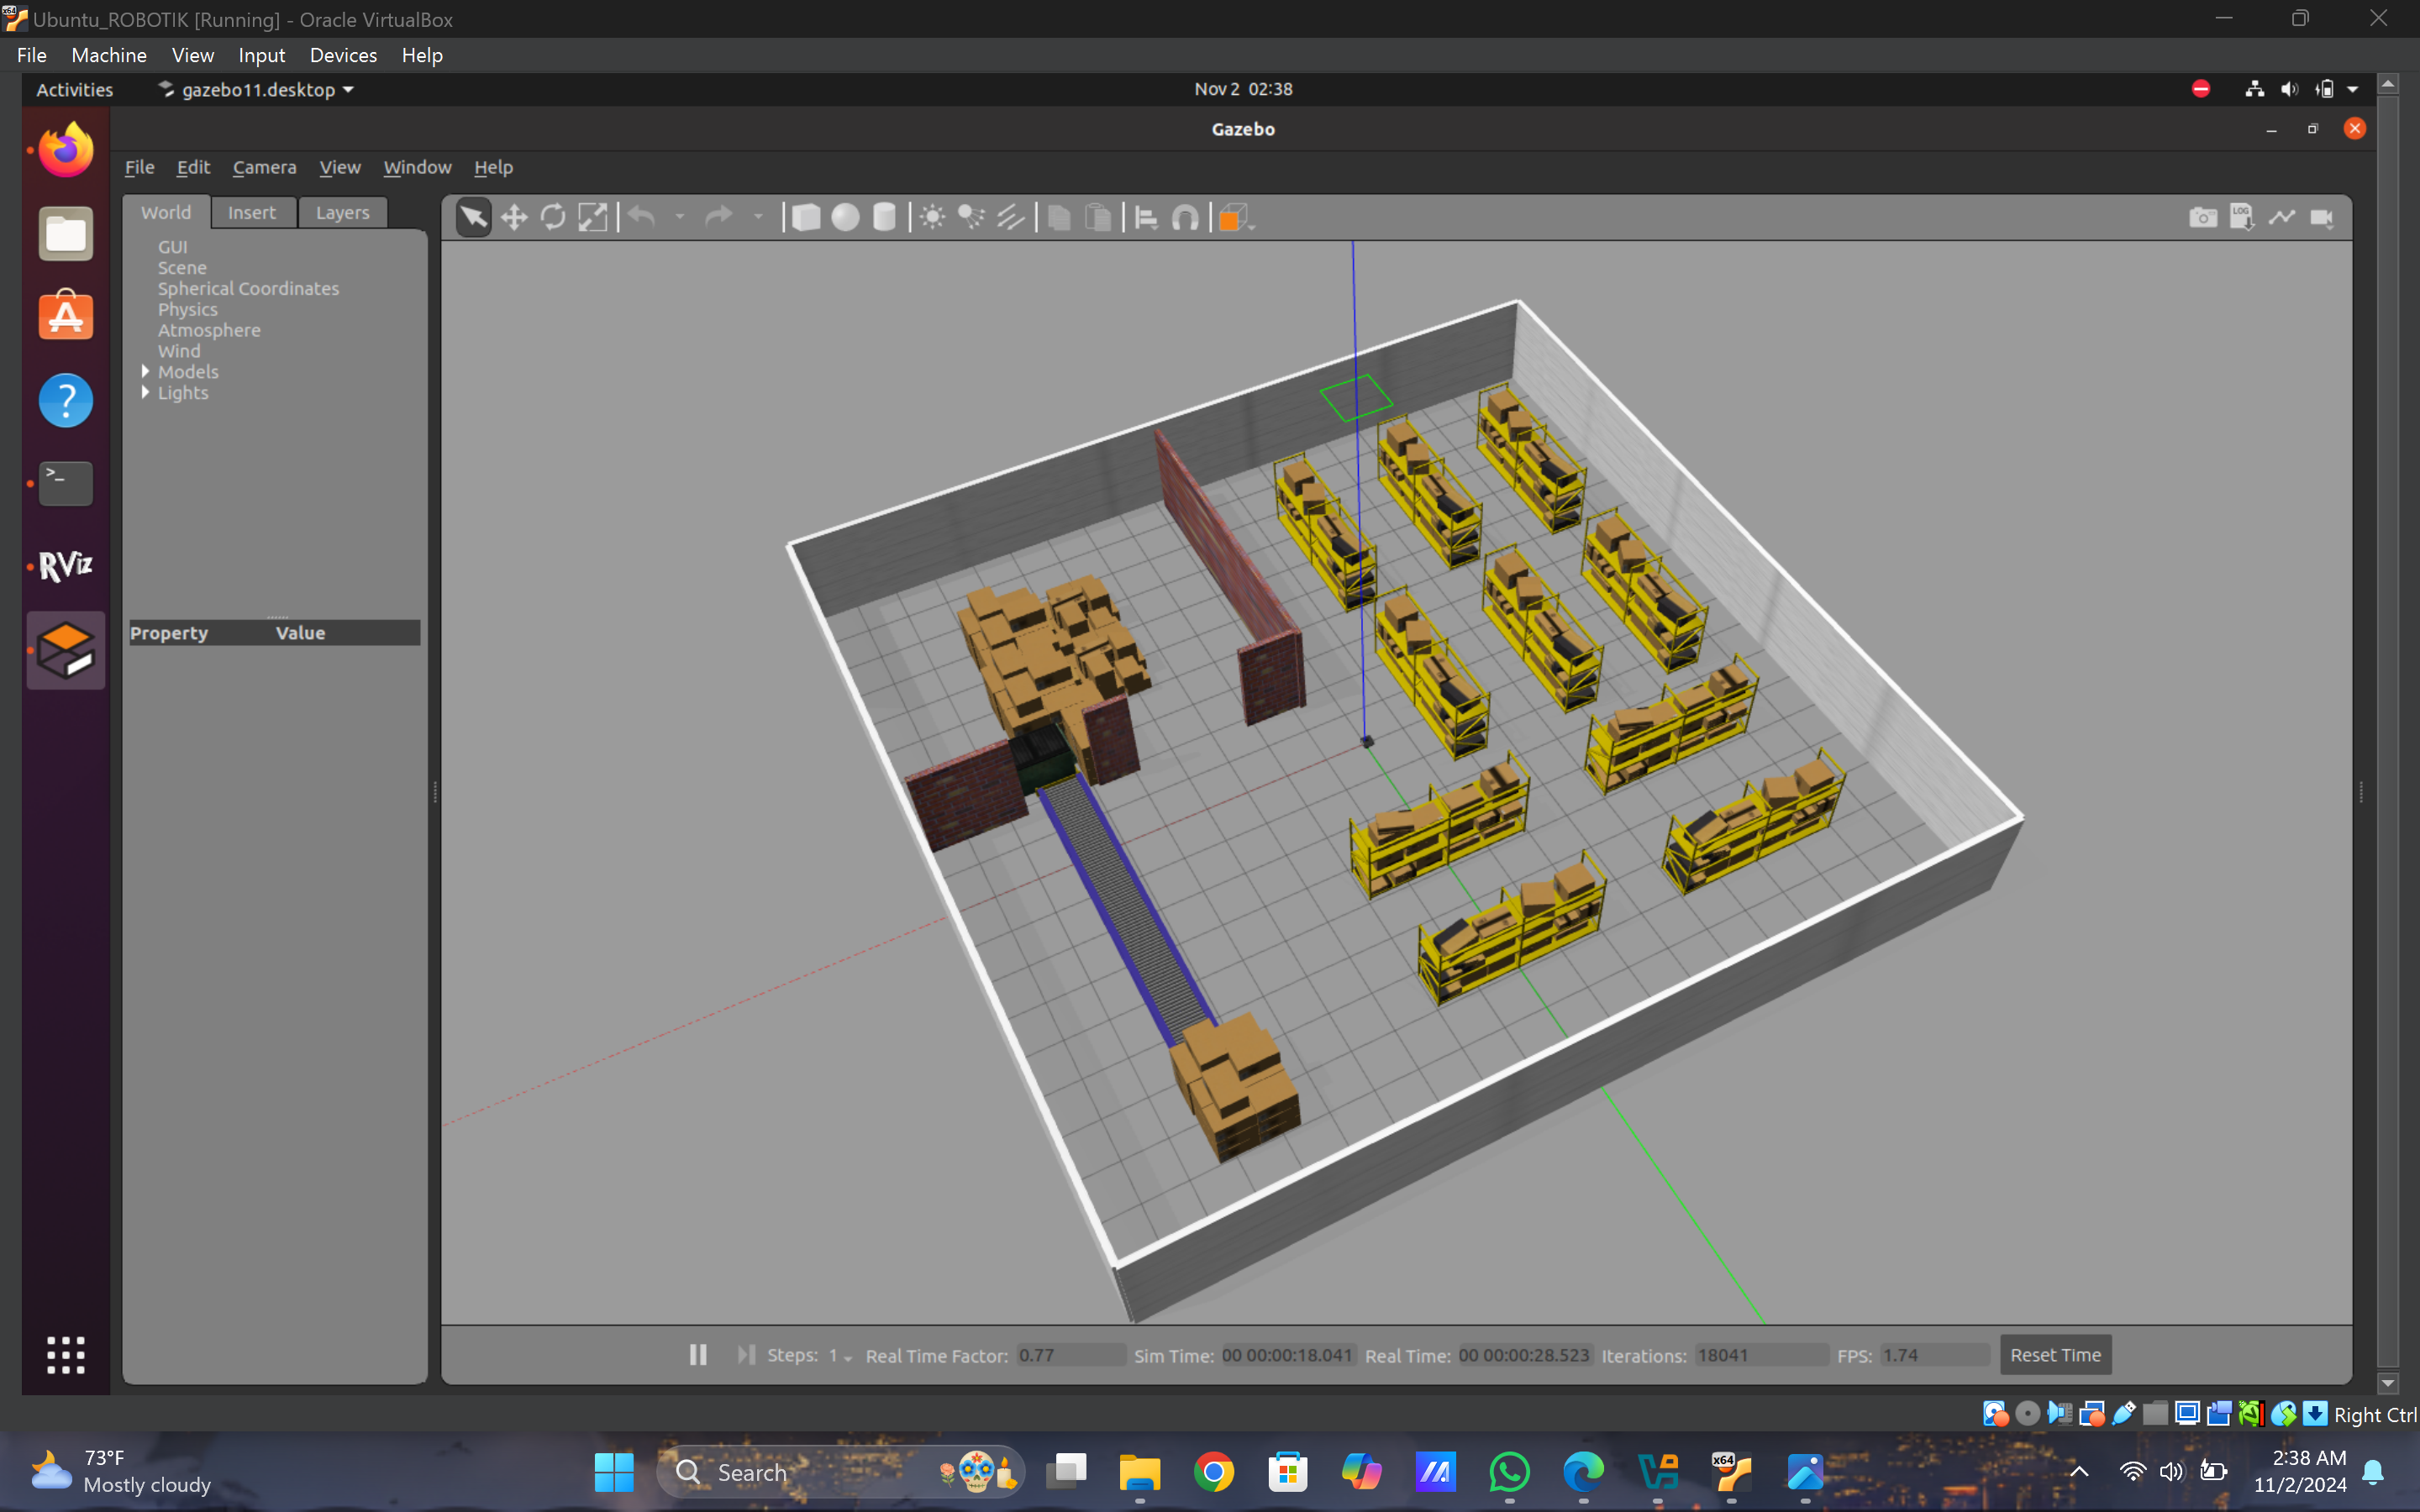 Ubuntu_ROBOTIK [Running] - Oracle VirtualBox
File Machine View Input Devices Help
Activities gazebo11.desktop Nov 2 02:38
Gazebo
File Edit Camera View Window Help
World Insert Layers
GUI
Scene
Spherical Coordinates
Physics
Atmosphere
Wind
Models
Lights
Property Value
RViz
LOG
Steps: 1 Real Time Factor: 0.77 Sim Time: 00 00:00:18.041 Real Time: 00 00:00:28.523 Iterations: 18041 FPS: 1.74 Reset Time
Right Ctrl
73°F
Mostly cloudy
Search
x64
2:38 AM
11/2/2024